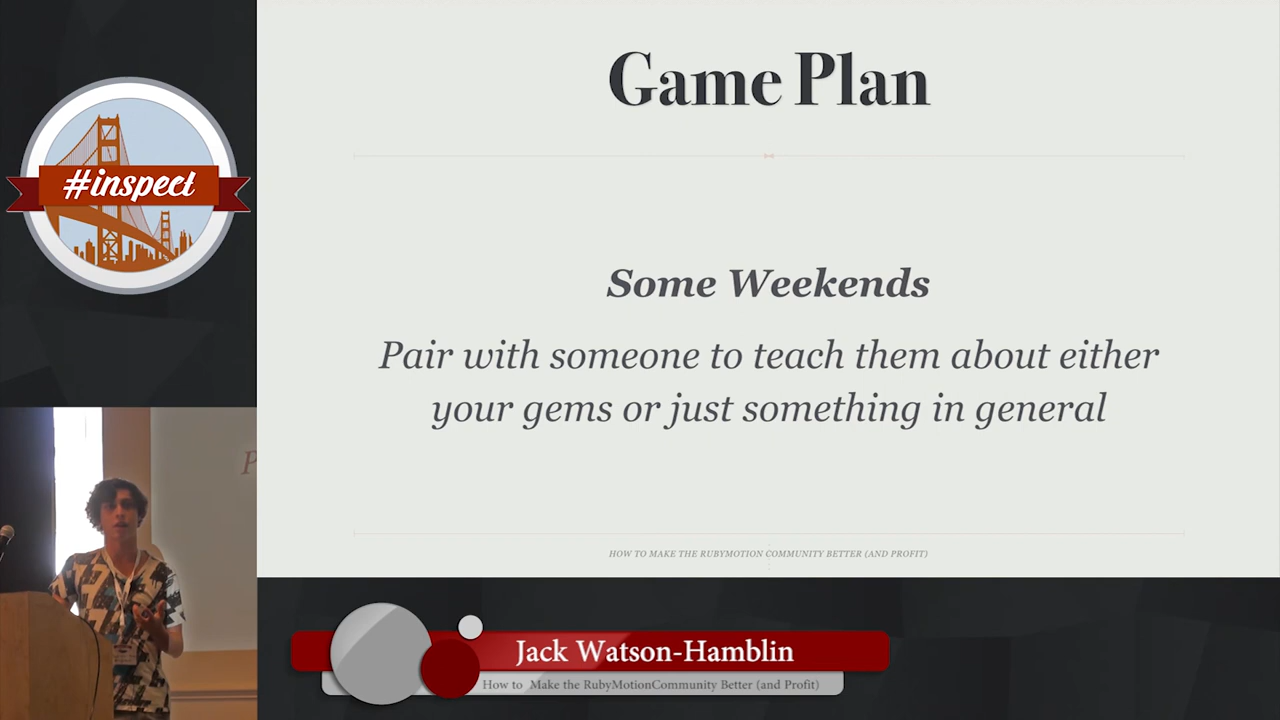 #inspect
Game Plan
Some Weekends
Pair with someone to teach them about either
your gems or just something in general
HOW TO MAKE THE RUBYMOTION COMMUNITY BETTER (AND PROFIT)
P
Jack Watson-Hamblin
How to Make the RubyMotionCommunity Better (and Profit)